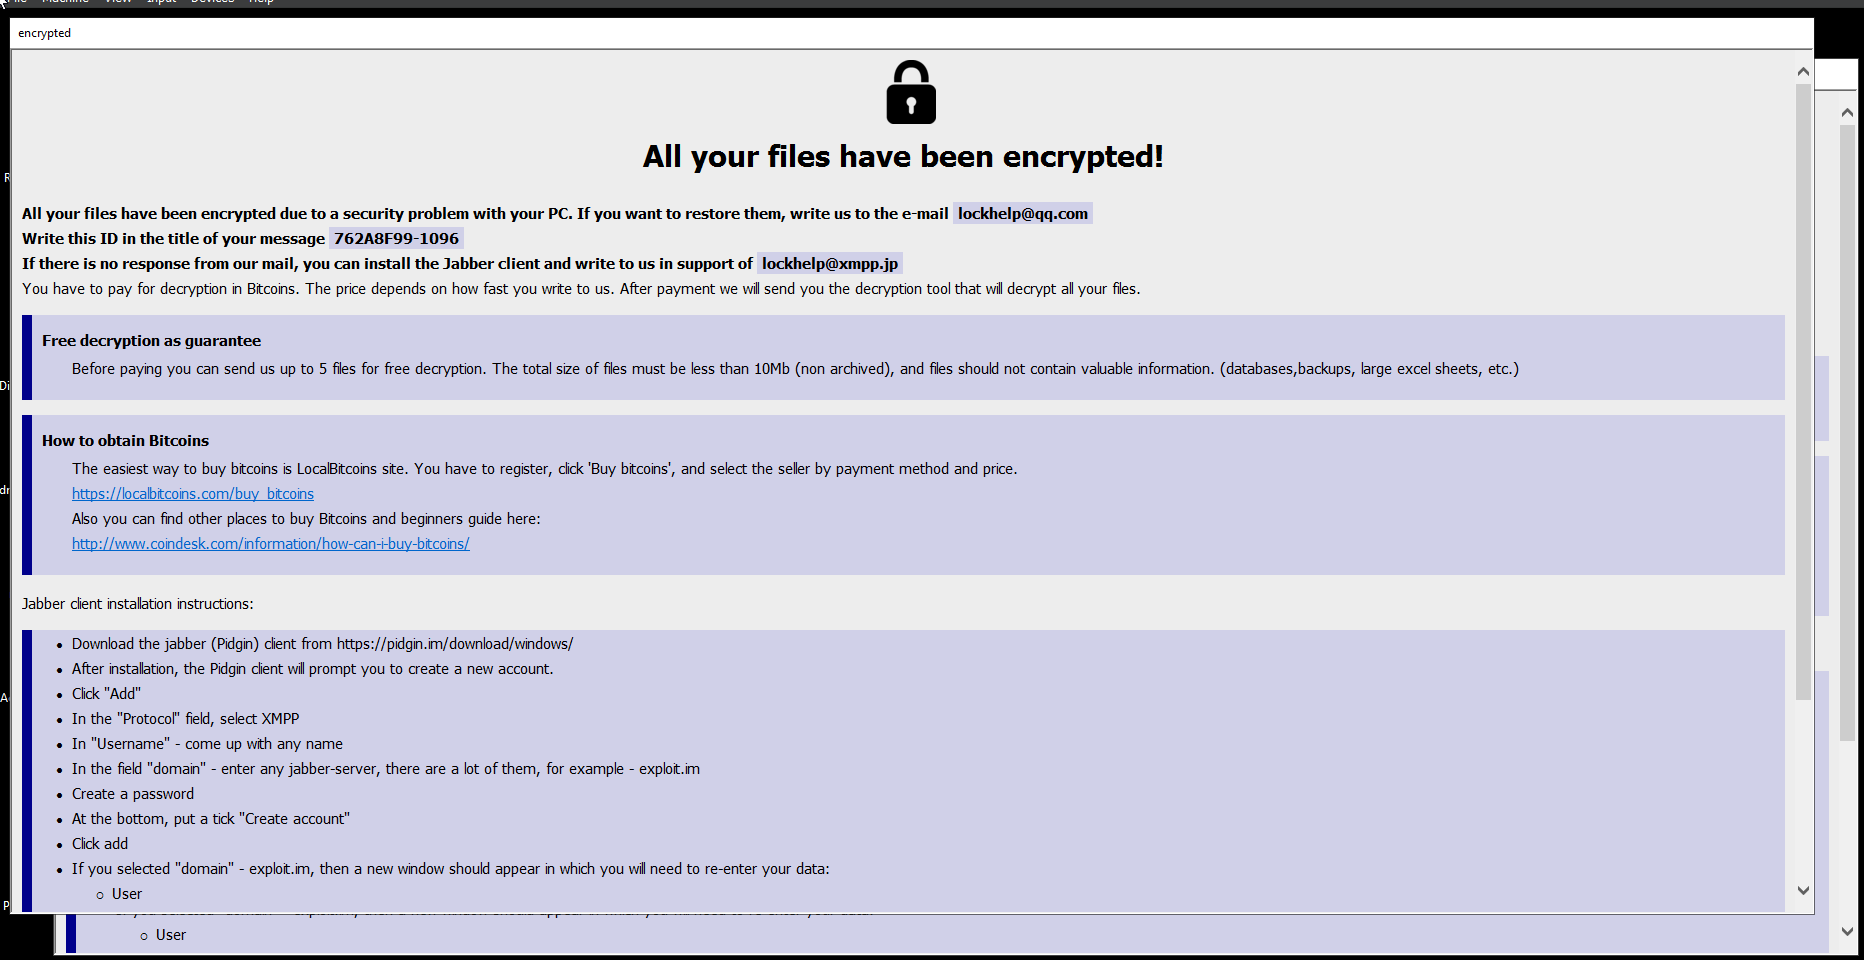 Machine View Input Devices Help
encrypted
All your files have been encrypted!
All your files have been encrypted due to a security problem with your PC. If you want to restore them, write us to the e-mail lockhelp@qq.com
Write this ID in the title of your message 762A8F99-1096
If there is no response from our mail, you can install the Jabber client and write to us in support of lockhelp@xmpp.jp
You have to pay for decryption in Bitcoins. The price depends on how fast you write to us. After payment we will send you the decryption tool that will decrypt all your files.
Free decryption as guarantee
Before paying you can send us up to 5 files for free decryption. The total size of files must be less than 10Mb (non archived), and files should not contain valuable information. (databases,backups, large excel sheets, etc.)
How to obtain Bitcoins
The easiest way to buy bitcoins is LocalBitcoins site. You have to register, click 'Buy bitcoins', and select the seller by payment method and price.
https://localbitcoins.com/buy_bitcoins
Also you can find other places to buy Bitcoins and beginners guide here:
http://www.coindesk.com/information/how-can-i-buy-bitcoins/
Jabber client installation instructions:
• Download the jabber (Pidgin) client from https://pidgin.im/download/windows/
• After installation, the Pidgin client will prompt you to create a new account.
• Click "Add"
• In the "Protocol" field, select XMPP
• In "Username" - come up with any name
• In the field "domain" - enter any jabber-server, there are a lot of them, for example - exploit.im
• Create a password
• At the bottom, put a tick "Create account"
• Click add
• If you selected "domain" - exploit.im, then a new window should appear in which you will need to re-enter your data:
○ User
○ User